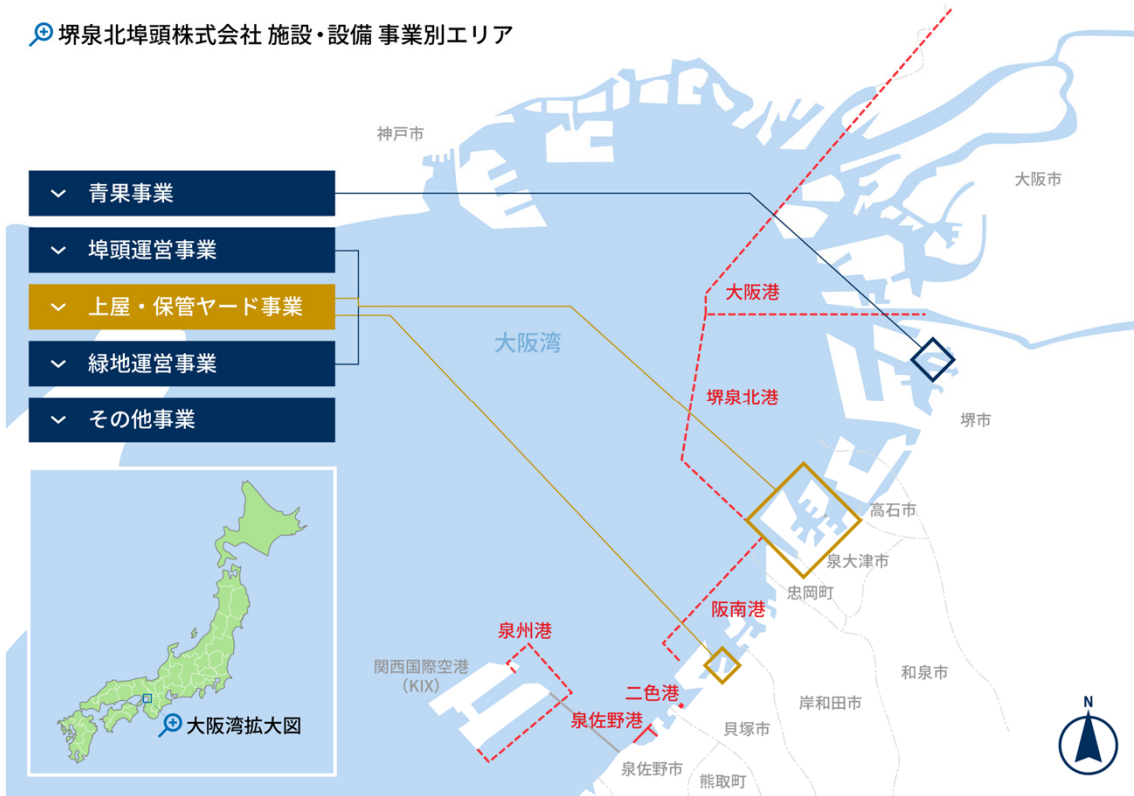 堺泉北埠頭株式会社 施設・設備 事業別エリア
神戸市
大阪市
青果事業
埠頭運営事業
上屋・保管ヤード事業
緑地運営事業
その他事業
大阪港
大阪湾
堺泉北港
堺市
高石市
泉大津市
忠岡町
阪南港
泉州港
関西国際空港
（KIX）
和泉市
二色港
岸和田市
泉佐野港
貝塚市
泉佐野市
熊取町
大阪湾拡大図
N